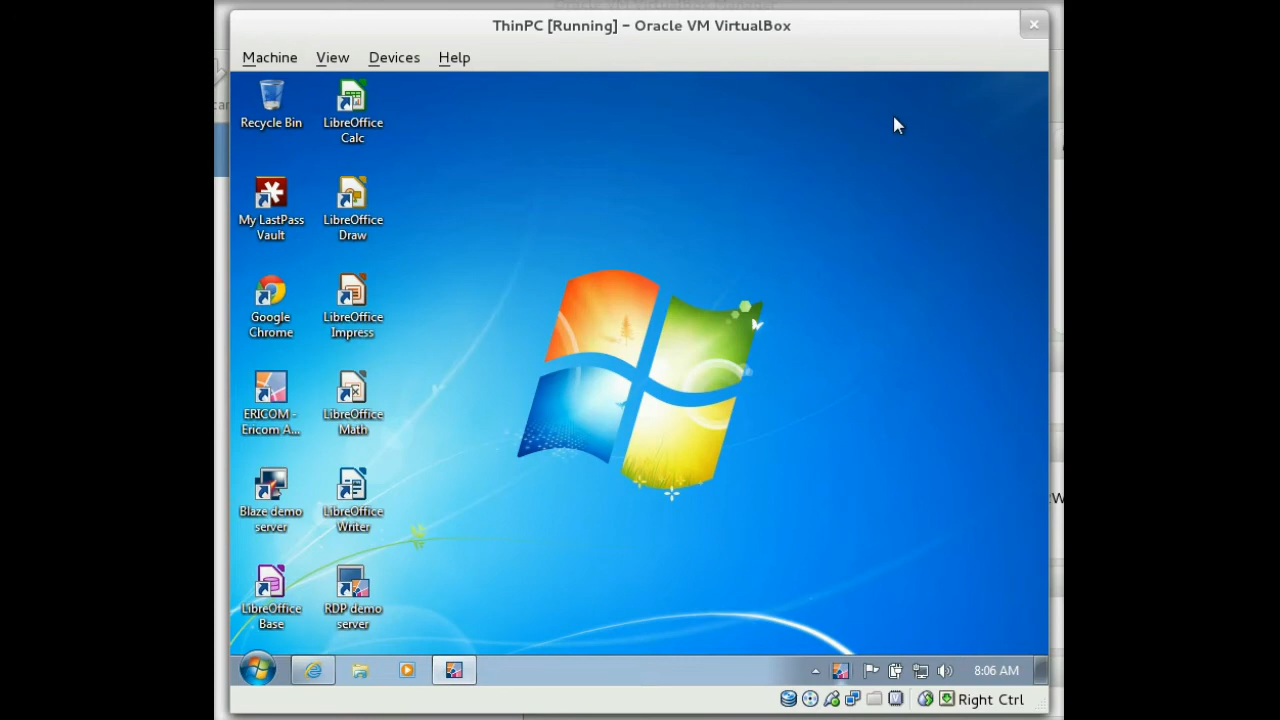 ThinPC [Running] – Oracle VM VirtualBox
Machine View Devices Help
Recycle Bin
LibreOffice
Calc
My LastPass
Vault
LibreOffice
Draw
Google
Chrome
LibreOffice
Impress
ERICOM -
Ericom A...
LibreOffice
Math
Blaze demo
server
LibreOffice
Writer
LibreOffice
Base
RDP demo
server
8:06 AM
Right Ctrl